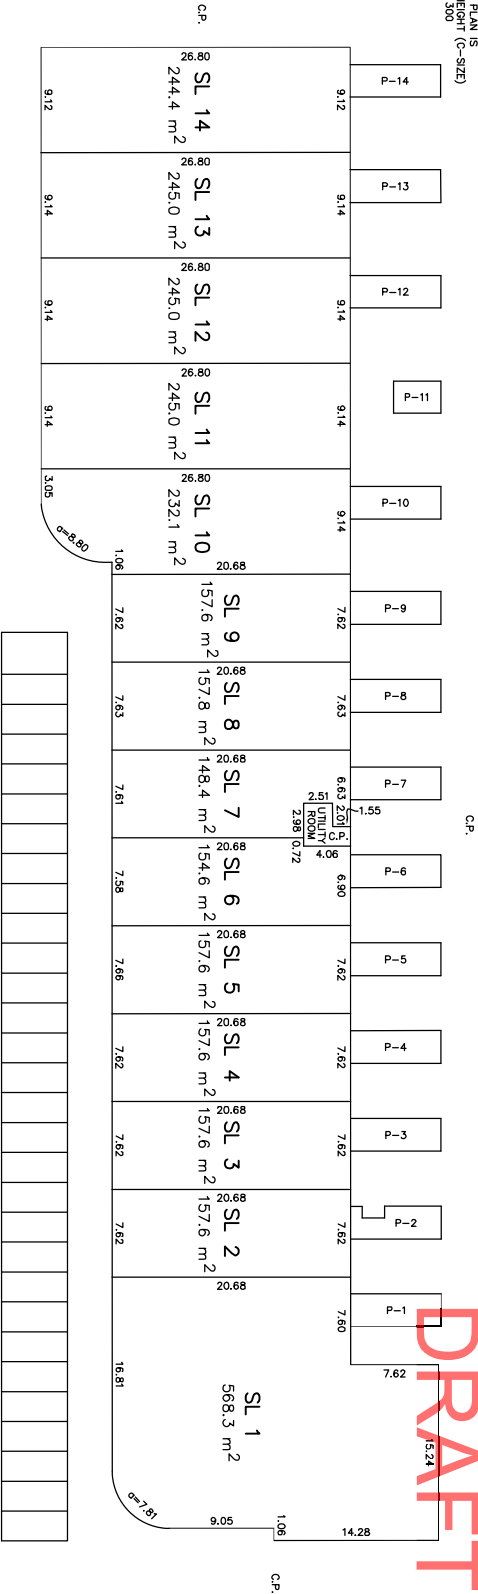 PLAN IS
EIGHT (C-SIZE)
300
C.P.
26.80
SL 14
244.4 m²
9.12
9.12
P-14
26.80
SL 13
245.0 m²
9.14
9.14
P-13
26.80
SL 12
245.0 m²
9.14
9.14
P-12
26.80
SL 11
245.0 m²
9.14
9.14
P-11
26.80
SL 10
232.1 m²
3.05
a=8.80
1.06
20.68
9.14
P-10
SL 9
157.6 m²
7.62
7.62
P-9
20.68
SL 8
157.8 m²
7.63
7.63
P-8
20.68
SL 7
148.4 m²
7.61
6.63
P-7
2.51
2.01
1.55
UTILITY
ROOM
C.P.
2.98
0.72
4.06
C.P.
20.68
SL 6
154.6 m²
7.58
6.90
P-6
20.68
SL 5
157.6 m²
7.66
7.62
P-5
20.68
SL 4
157.6 m²
7.62
7.62
P-4
20.68
SL 3
157.6 m²
7.62
7.62
P-3
20.68
SL 2
157.6 m²
7.62
7.62
P-2
20.68
SL 1
568.3 m²
16.81
7.60
P-1
7.62
15.24
a=7.81
9.05
1.06
14.28
C.P.
DRAFT